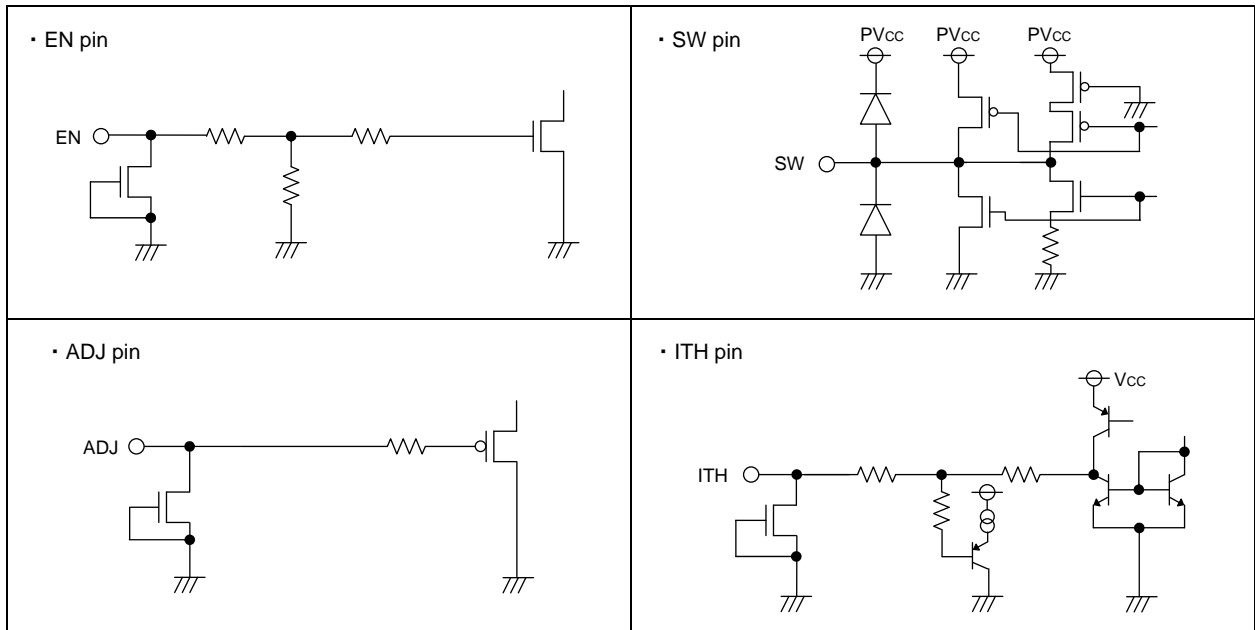 ・EN pin
EN
・SW pin
PVCC PVCC PVCC
SW
・ADJ pin
ADJ
・ITH pin
VCC
ITH